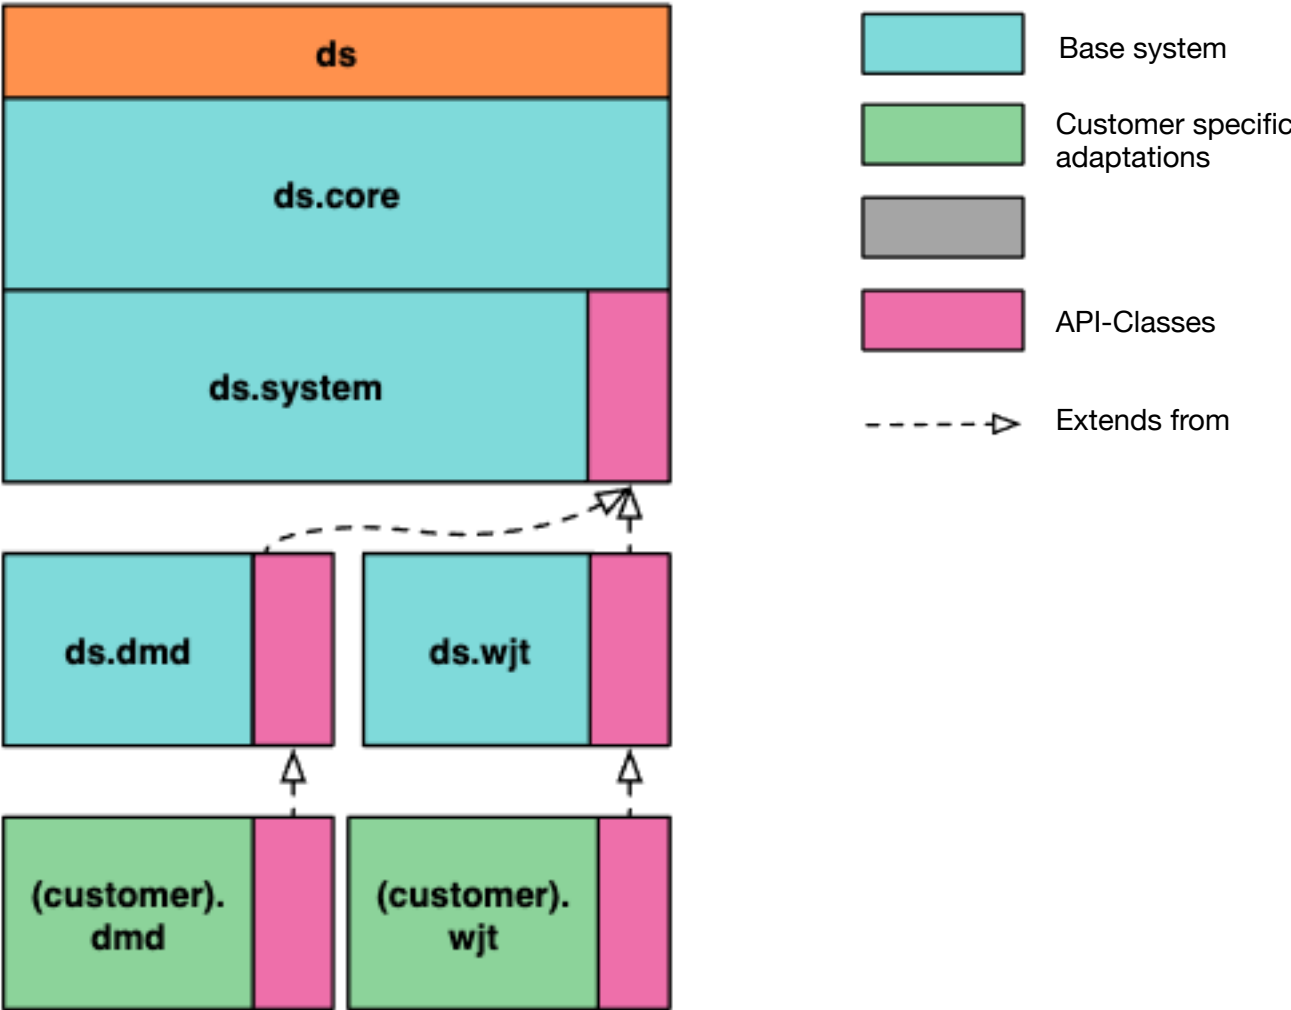 ds
ds.core
ds.system
ds.dmd
ds.wjt
(customer).
dmd
(customer).
wjt
Base system
Customer specific
adaptations
API-Classes
Extends from